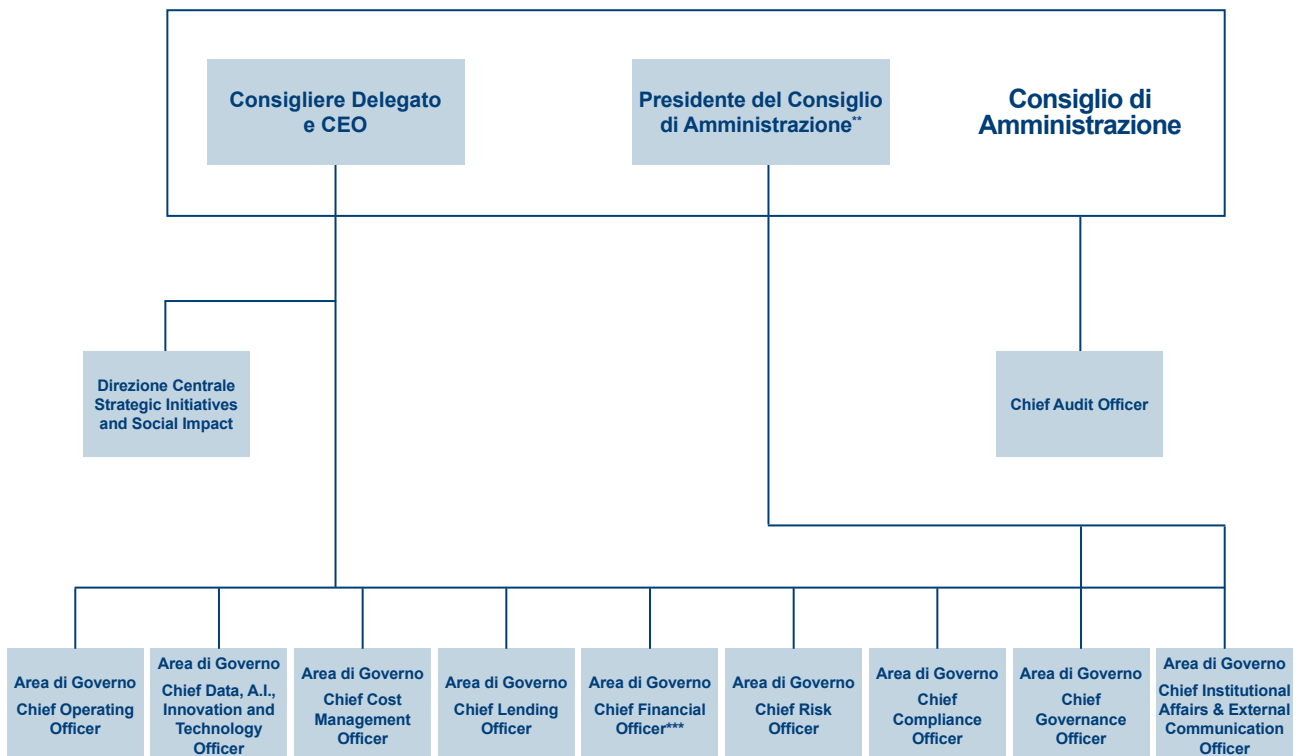 Consigliere Delegato
e CEO
Presidente del Consiglio
di Amministrazione**
Consiglio di
Amministrazione
Direzione Centrale
Strategic Initiatives
and Social Impact
Chief Audit Officer
Area di Governo
Chief Operating
Officer
Area di Governo
Chief Data, A.I.,
Innovation and
Technology
Officer
Area di Governo
Chief Cost
Management
Officer
Area di Governo
Chief Lending
Officer
Area di Governo
Chief Financial
Officer***
Area di Governo
Chief Risk
Officer
Area di Governo
Chief
Compliance
Officer
Area di Governo
Chief
Governance
Officer
Area di Governo
Chief Institutional
Affairs & External
Communication
Officer